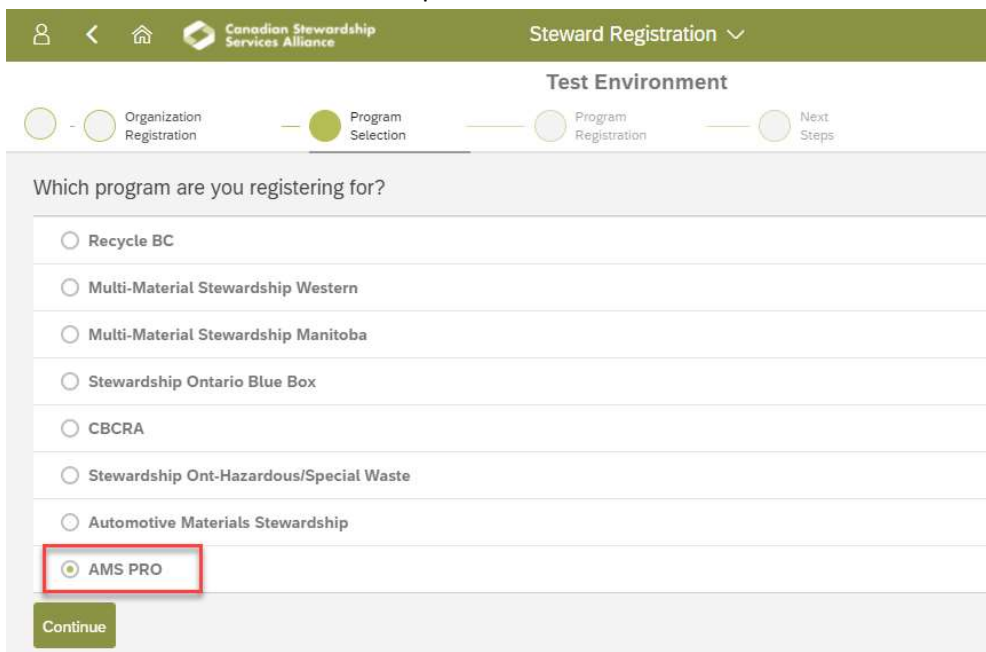 Canadian Stewardship
Services Alliance
Steward Registration
Test Environment
Organization
Registration
Program
Selection
Program
Registration
Next
Steps
Which program are you registering for?
Recycle BC
Multi-Material Stewardship Western
Multi-Material Stewardship Manitoba
Stewardship Ontario Blue Box
CBCRA
Stewardship Ont-Hazardous/Special Waste
Automotive Materials Stewardship
AMS PRO
Continue